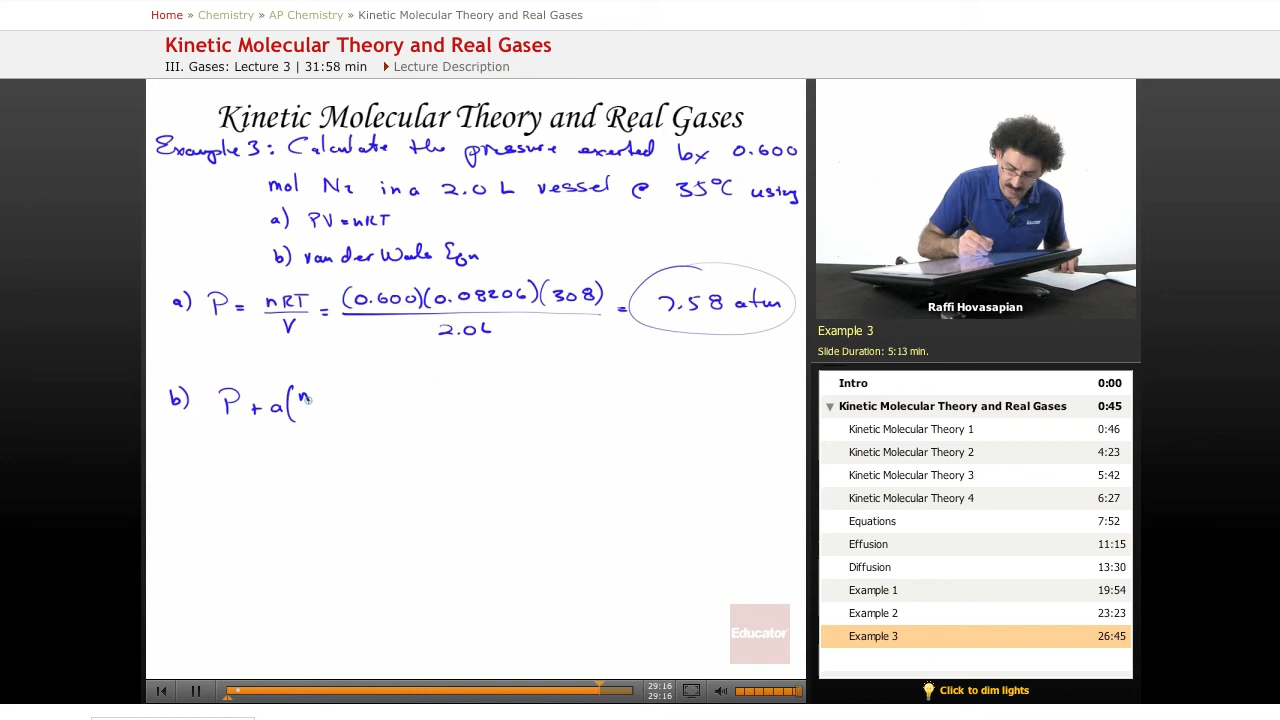 Home » Chemistry » AP Chemistry » Kinetic Molecular Theory and Real Gases
Kinetic Molecular Theory and Real Gases
III. Gases: Lecture 3 | 31:58 min Lecture Description
Kinetic Molecular Theory and Real Gases
Example 3: Calculate the pressure exerted by 0.600
mol N₂ in a 2.0 L vessel @ 35°C using
a) PV = nRT
b) van der Waals Eqn
a) P = nRT / V = (0.600)(0.08206)(308) / 2.0L = 7.58 atm
b) P + a(n
Educator
Raffi Hovasapian
Example 3
Slide Duration: 5:13 min.
Intro 0:00
Kinetic Molecular Theory and Real Gases 0:45
Kinetic Molecular Theory 1 0:46
Kinetic Molecular Theory 2 4:23
Kinetic Molecular Theory 3 5:42
Kinetic Molecular Theory 4 6:27
Equations 7:52
Effusion 11:15
Diffusion 13:30
Example 1 19:54
Example 2 23:23
Example 3 26:45
29:16
29:16
Click to dim lights